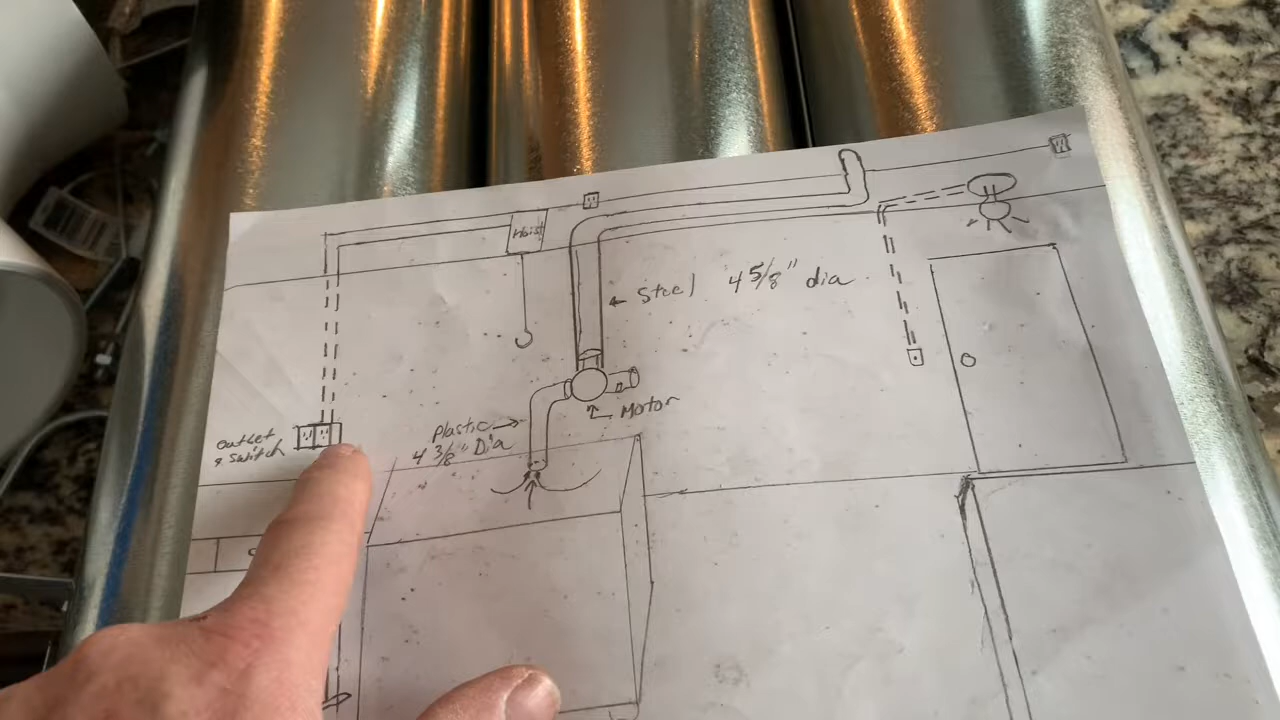 Hoist
← Steel 4 5/8" dia
← Motor
Plastic →
4 3/8" Dia
outlet
& Switch